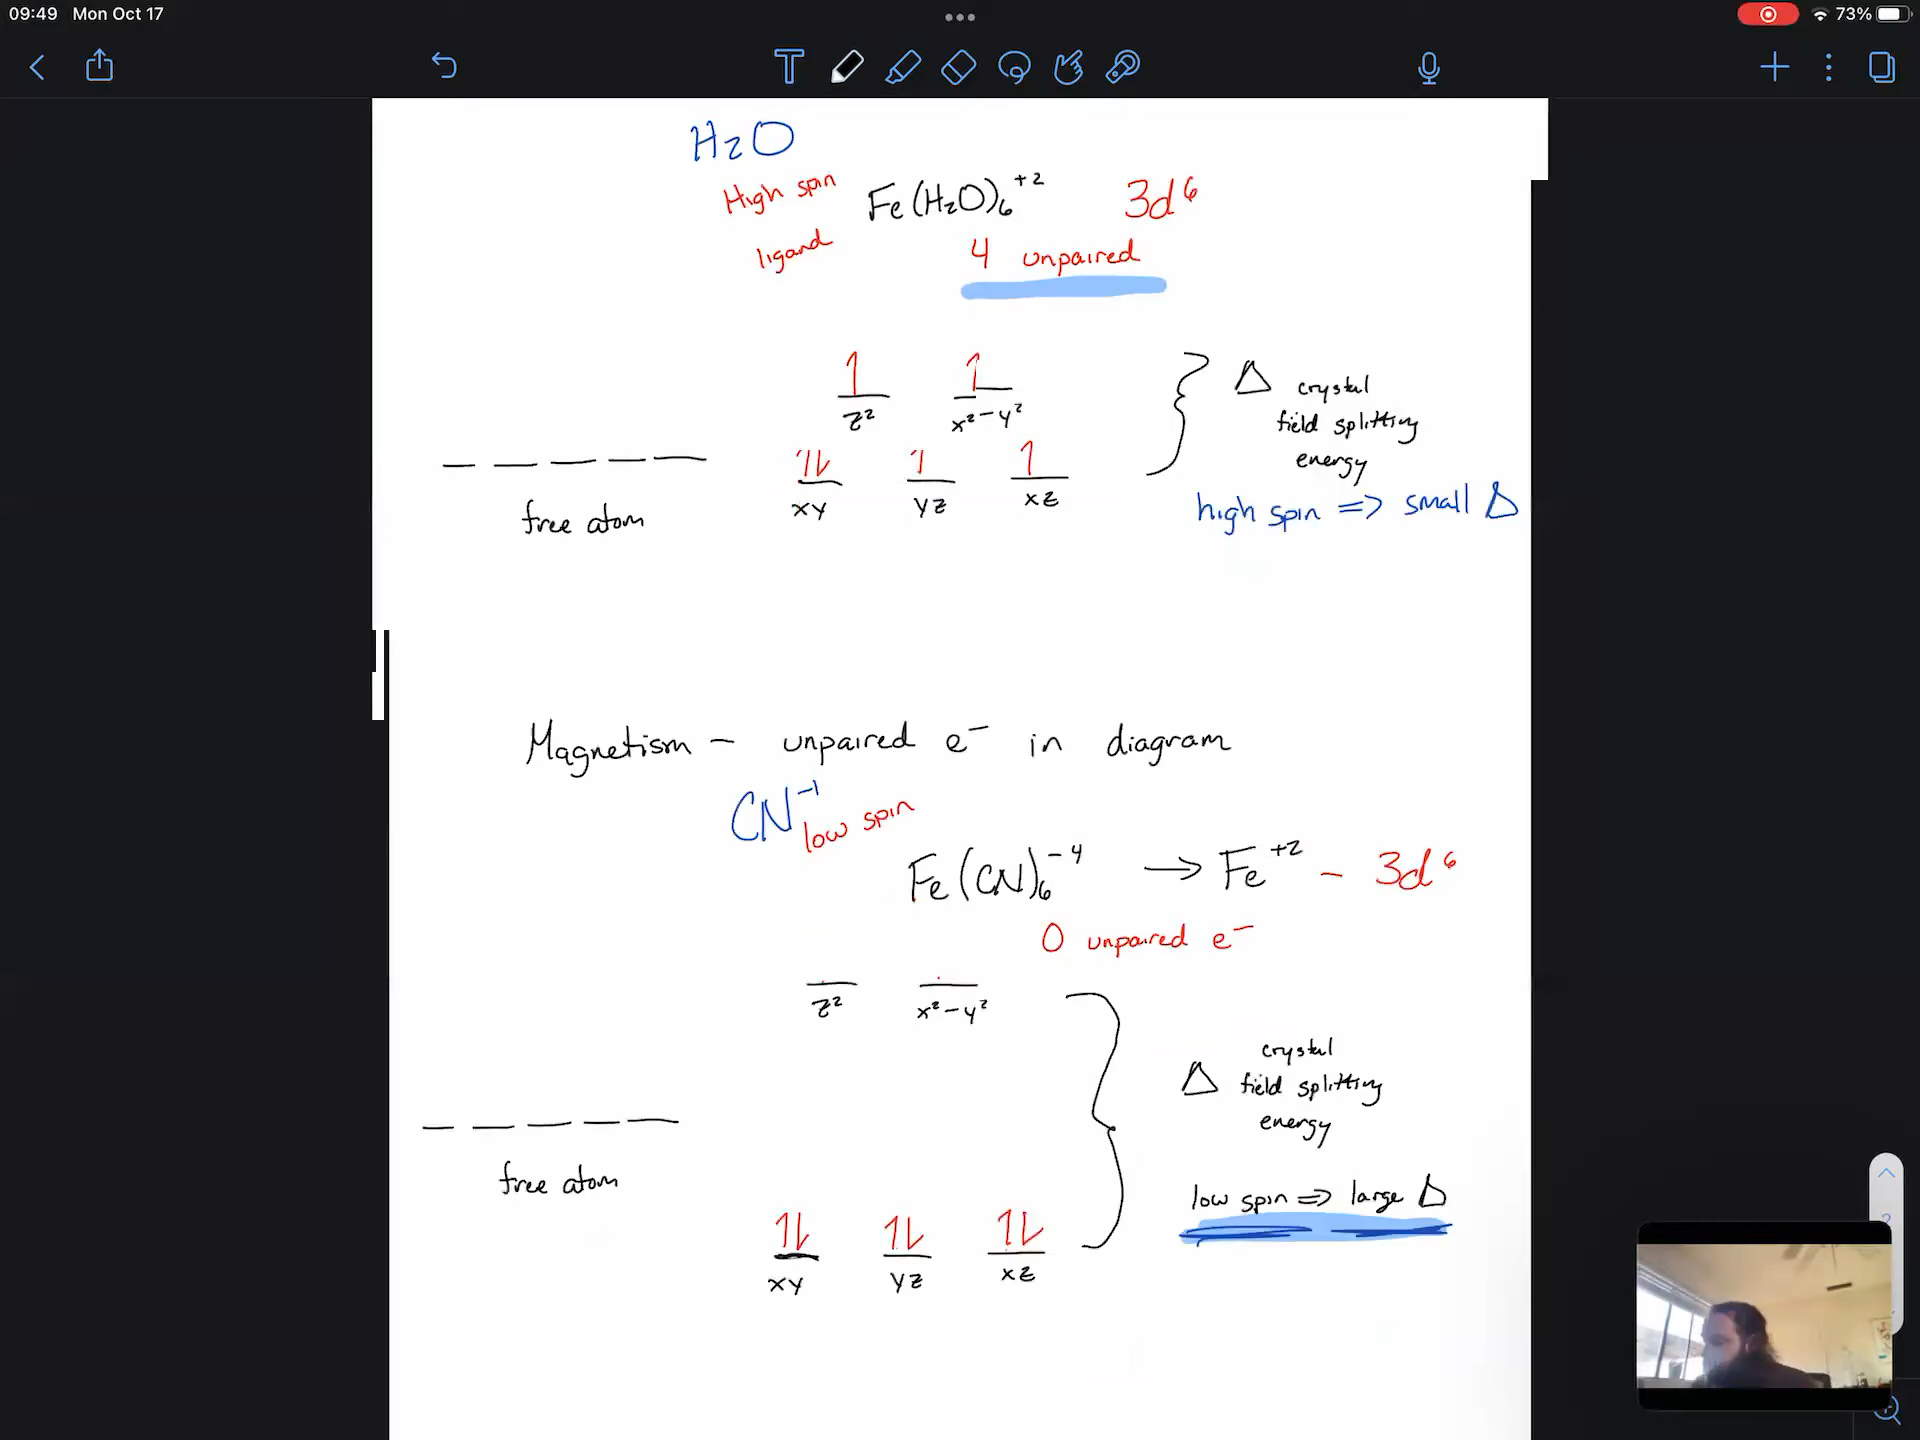 09:49 Mon Oct 17
73%
H₂O
High spin
ligand
Fe(H₂O)₆⁺² 3d⁶
4 unpaired
1 1
z² x²-y²
1L 1 1
xy yz xz
free atom
Δ crystal
field splitting
energy
high spin => small Δ
Magnetism – unpaired e⁻ in diagram
CN⁻¹
low spin
Fe(CN)₆⁻⁴ → Fe⁺² – 3d⁶
0 unpaired e⁻
z² x²-y²
free atom
Δ crystal
field splitting
energy
low spin => large Δ
1L 1L 1L
xy yz xz